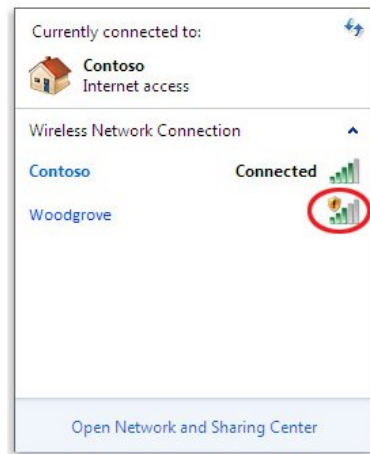 Currently connected to:
Contoso
Internet access
Wireless Network Connection
Contoso Connected
Woodgrove
Open Network and Sharing Center